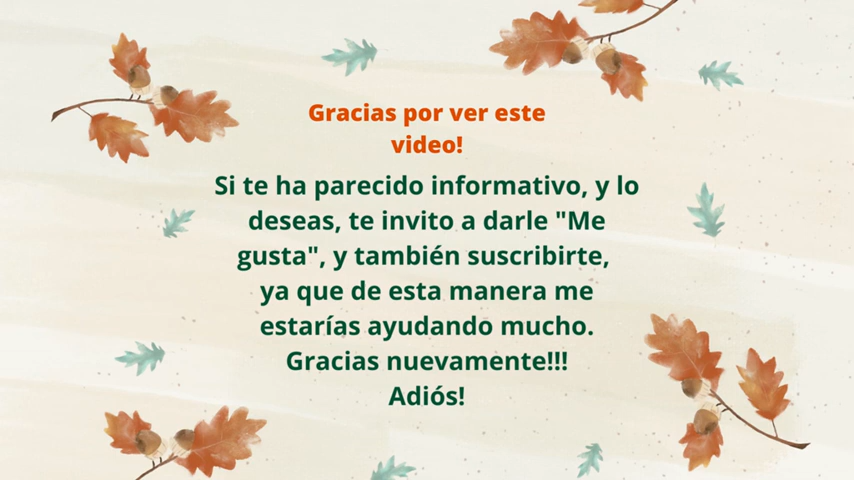 Gracias por ver este
video!
Si te ha parecido informativo, y lo
deseas, te invito a darle "Me
gusta", y también suscribirte,
ya que de esta manera me
estarías ayudando mucho.
Gracias nuevamente!!!
Adiós!